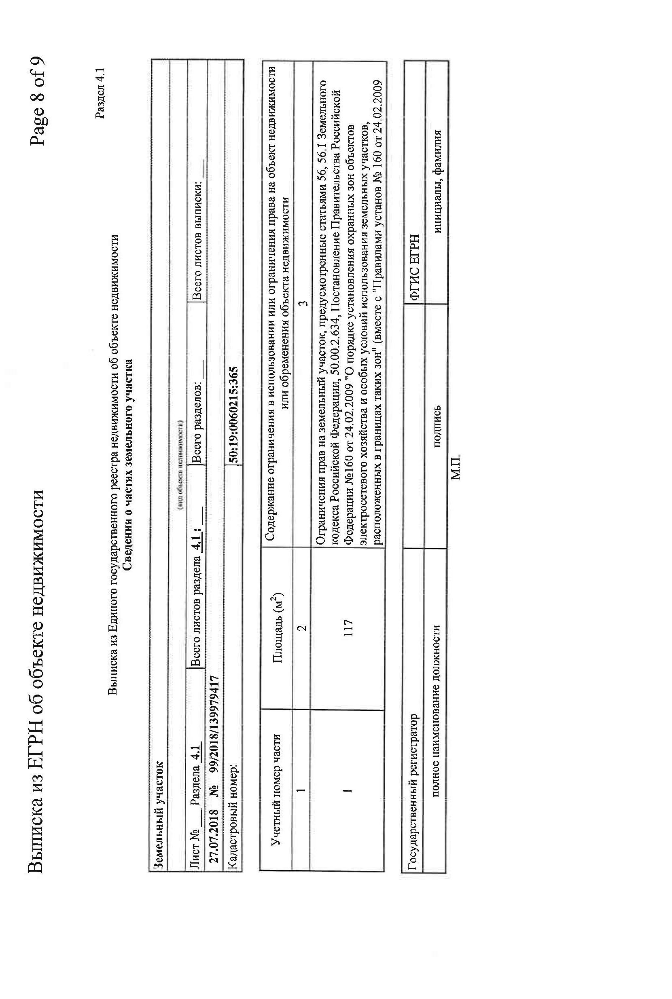 Выписка из ЕГРН об объекте недвижимости
Page 8 of 9
Раздел 4.1
Выписка из Единого государственного реестра недвижимости об объекте недвижимости
Сведения о частях земельного участка
Земельный участок
(вид объекта недвижимости)
Лист № ___ Раздела 4.1
Всего листов раздела 4.1 : ___
Всего разделов: ___
Всего листов выписки: ___
27.07.2018 № 99/2018/139979417
Кадастровый номер:
50:19:0060215:365
Учетный номер части
Площадь (м²)
Содержание ограничения в использовании или ограничения права на объект недвижимости
или обременения объекта недвижимости
1
2
3
1
117
Ограничения прав на земельный участок, предусмотренные статьями 56, 56.1 Земельного
кодекса Российской Федерации, 50.00.2.634, Постановление Правительства Российской
Федерации №160 от 24.02.2009 "О порядке установления охранных зон объектов
электросетевого хозяйства и особых условий использования земельных участков,
расположенных в границах таких зон" (вместе с "Правилами установ № 160 от 24.02.2009
Государственный регистратор
ФГИС ЕГРН
полное наименование должности
подпись
инициалы, фамилия
М.П.